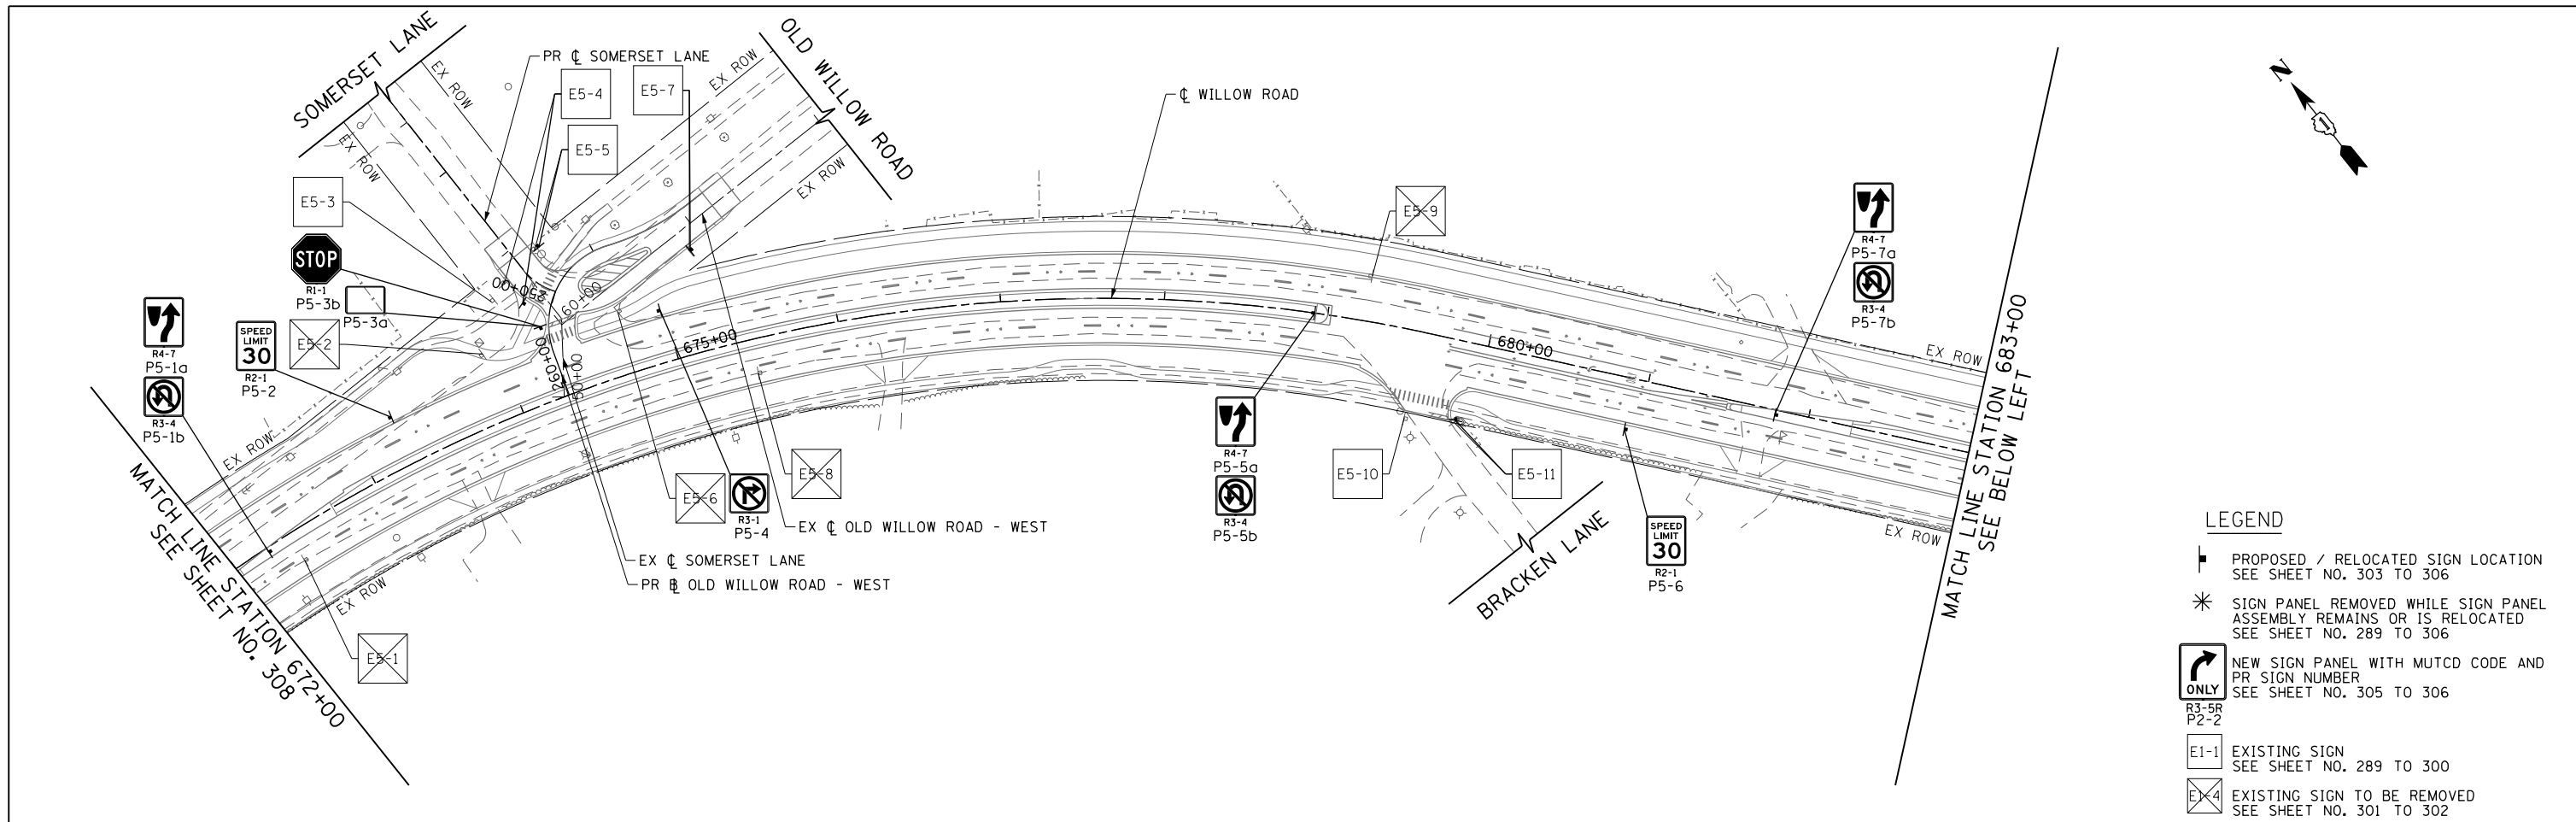 SOMERSET LANE
OLD WILLOW ROAD
PR ℄ SOMERSET LANE
EX ROW
EX ROW
EX ROW
EX ROW
E5-4
E5-7
E5-5
E5-3
℄ WILLOW ROAD
N
STOP
R1-1
P5-3b
P5-3a
250+00
160+00
260+00
50+00
R4-7
P5-1a
R3-4
P5-1b
SPEED
LIMIT
30
R2-1
P5-2
E5-2
675+00
EX ROW
EX ROW
MATCH LINE STATION 672+00
SEE SHEET NO. 308
E5-1
E5-6
R3-1
P5-4
E5-8
EX ℄ OLD WILLOW ROAD - WEST
EX ℄ SOMERSET LANE
PR B OLD WILLOW ROAD - WEST
E5-9
R4-7
P5-5a
R3-4
P5-5b
E5-10
E5-11
680+00
BRACKEN LANE
SPEED
LIMIT
30
R2-1
P5-6
R4-7
P5-7a
R3-4
P5-7b
EX ROW
EX ROW
MATCH LINE STATION 683+00
SEE BELOW LEFT
LEGEND
PROPOSED / RELOCATED SIGN LOCATION
SEE SHEET NO. 303 TO 306
SIGN PANEL REMOVED WHILE SIGN PANEL
ASSEMBLY REMAINS OR IS RELOCATED
SEE SHEET NO. 289 TO 306
ONLY
R3-5R
P2-2
NEW SIGN PANEL WITH MUTCD CODE AND
PR SIGN NUMBER
SEE SHEET NO. 305 TO 306
E1-1
EXISTING SIGN
SEE SHEET NO. 289 TO 300
E1-4
EXISTING SIGN TO BE REMOVED
SEE SHEET NO. 301 TO 302